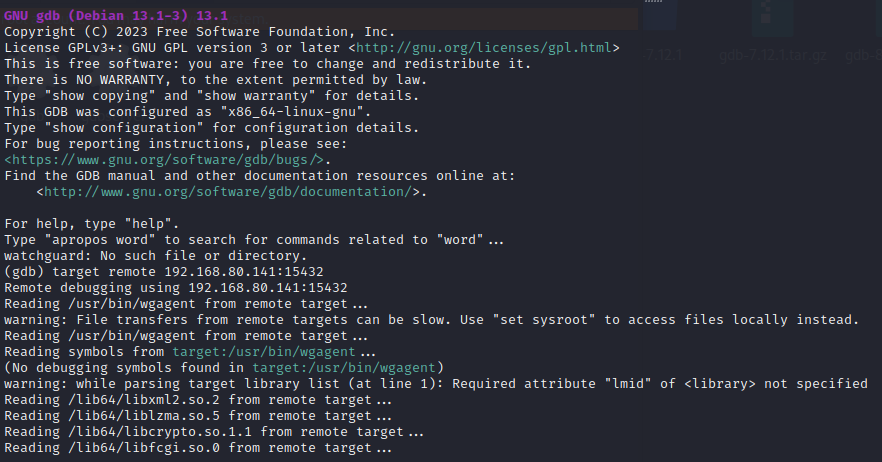 GNU gdb (Debian 13.1-3) 13.1
Copyright (C) 2023 Free Software Foundation, Inc.
License GPLv3+: GNU GPL version 3 or later <http://gnu.org/licenses/gpl.html>
This is free software: you are free to change and redistribute it.
There is NO WARRANTY, to the extent permitted by law.
Type "show copying" and "show warranty" for details.
This GDB was configured as "x86_64-linux-gnu".
Type "show configuration" for configuration details.
For bug reporting instructions, please see:
<https://www.gnu.org/software/gdb/bugs/>.
Find the GDB manual and other documentation resources online at:
    <http://www.gnu.org/software/gdb/documentation/>.

For help, type "help".
Type "apropos word" to search for commands related to "word"...
watchguard: No such file or directory.
(gdb) target remote 192.168.80.141:15432
Remote debugging using 192.168.80.141:15432
Reading /usr/bin/wgagent from remote target...
warning: File transfers from remote targets can be slow. Use "set sysroot" to access files locally instead.
Reading /usr/bin/wgagent from remote target...
Reading symbols from target:/usr/bin/wgagent...
(No debugging symbols found in target:/usr/bin/wgagent)
warning: while parsing target library list (at line 1): Required attribute "lmid" of <library> not specified
Reading /lib64/libxml2.so.2 from remote target...
Reading /lib64/liblzma.so.5 from remote target...
Reading /lib64/libcrypto.so.1.1 from remote target...
Reading /lib64/libfcgi.so.0 from remote target...
gdb-7.12.1.tar.gz